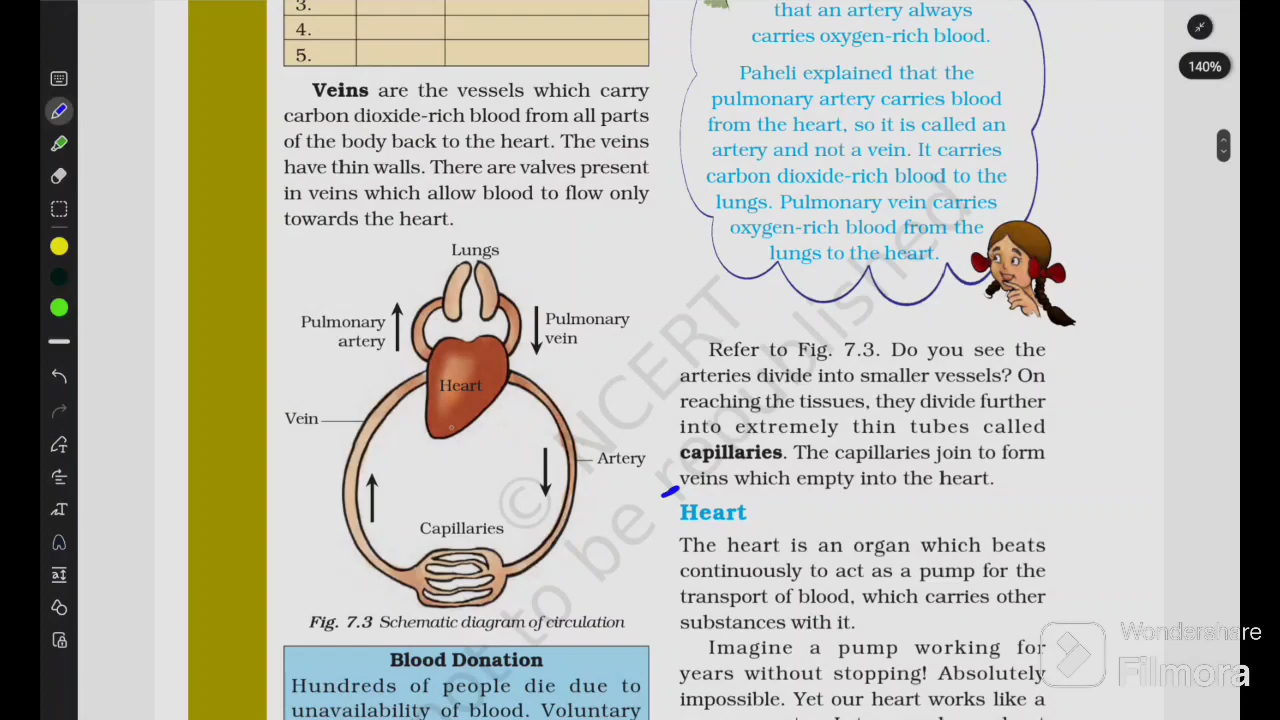 3.
4.
5.
Veins are the vessels which carry
carbon dioxide-rich blood from all parts
of the body back to the heart. The veins
have thin walls. There are valves present
in veins which allow blood to flow only
towards the heart.
Lungs
Pulmonary
artery
Pulmonary
vein
Heart
Vein
Artery
Capillaries
Fig. 7.3 Schematic diagram of circulation
Blood Donation
Hundreds of people die due to
unavailability of blood. Voluntary
that an artery always
carries oxygen-rich blood.
Paheli explained that the
pulmonary artery carries blood
from the heart, so it is called an
artery and not a vein. It carries
carbon dioxide-rich blood to the
lungs. Pulmonary vein carries
oxygen-rich blood from the
lungs to the heart.
Refer to Fig. 7.3. Do you see the
arteries divide into smaller vessels? On
reaching the tissues, they divide further
into extremely thin tubes called
capillaries. The capillaries join to form
veins which empty into the heart.
Heart
The heart is an organ which beats
continuously to act as a pump for the
transport of blood, which carries other
substances with it.
Imagine a pump working for
years without stopping! Absolutely
impossible. Yet our heart works like a
© NCERT
to be republished
140%
Wondershare
Filmora